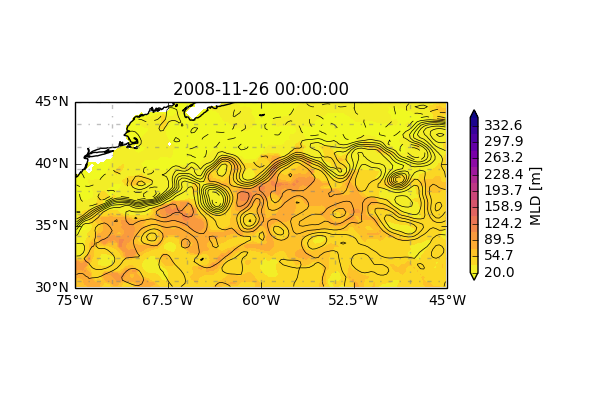 2008-11-26 00:00:00
45°N
40°N
35°N
30°N
75°W
67.5°W
60°W
52.5°W
45°W
332.6
297.9
263.2
228.4
193.7
158.9
124.2
89.5
54.7
20.0
MLD [m]